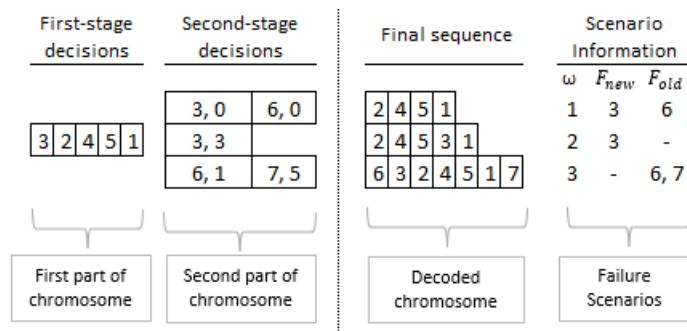 First-stage
decisions
Second-stage
decisions
Final sequence
Scenario
Information
ω F_new F_old
3, 0 6, 0
2 4 5 1
1 3 6
3 2 4 5 1
3, 3
2 4 5 3 1
2 3 -
6, 1 7, 5
6 3 2 4 5 1 7
3 - 6, 7
First part of
chromosome
Second part of
chromosome
Decoded
chromosome
Failure
Scenarios